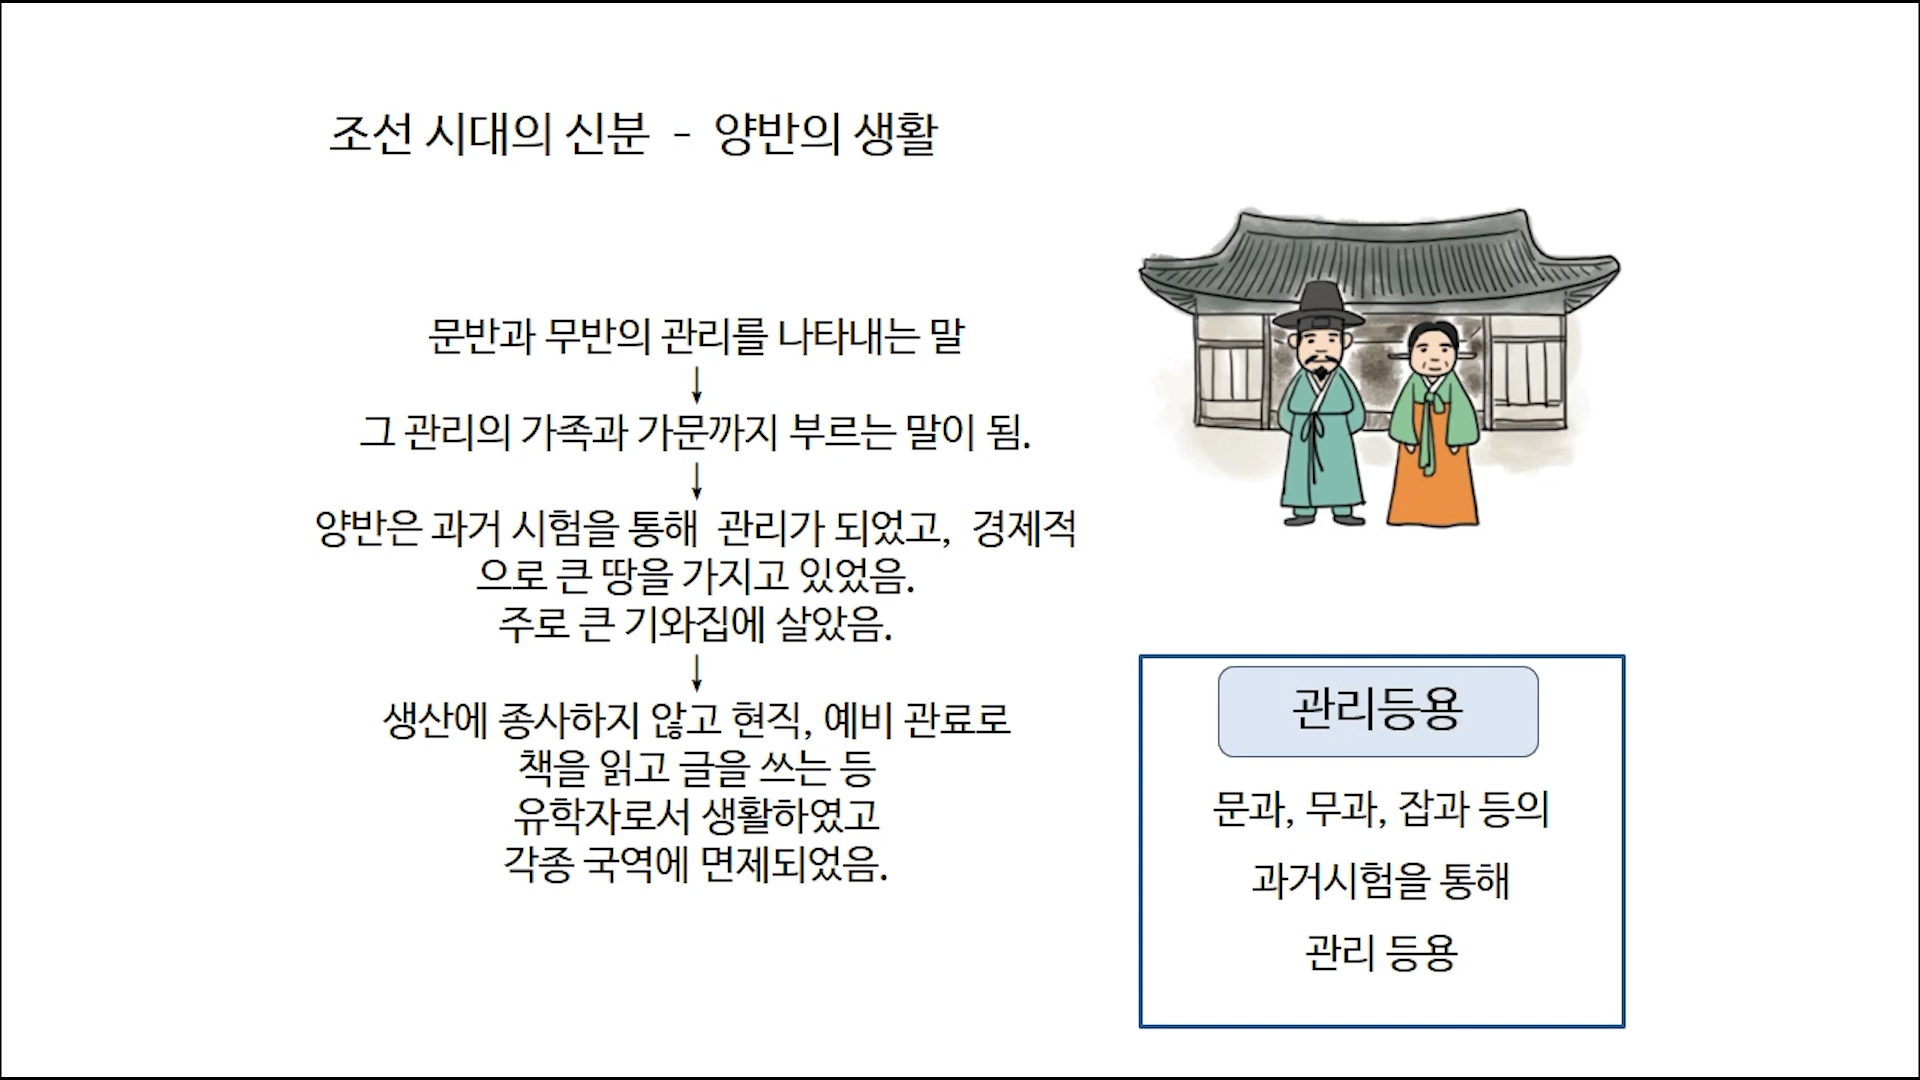 조선 시대의 신분 - 양반의 생활
문반과 무반의 관리를 나타내는 말
↓
그 관리의 가족과 가문까지 부르는 말이 됨.
↓
양반은 과거 시험을 통해 관리가 되었고, 경제적
으로 큰 땅을 가지고 있었음.
주로 큰 기와집에 살았음.
↓
생산에 종사하지 않고 현직, 예비 관료로
책을 읽고 글을 쓰는 등
유학자로서 생활하였고
각종 국역에 면제되었음.
관리등용
문과, 무과, 잡과 등의
과거시험을 통해
관리 등용